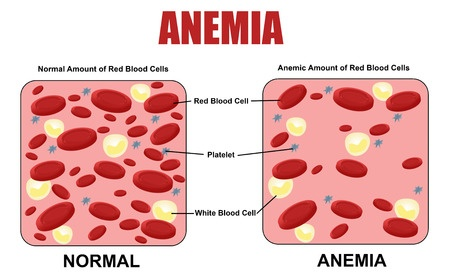 ANEMIA
Normal Amount of Red Blood Cells
Anemic Amount of Red Blood Cells
Red Blood Cell
Platelet
White Blood Cell
NORMAL
ANEMIA